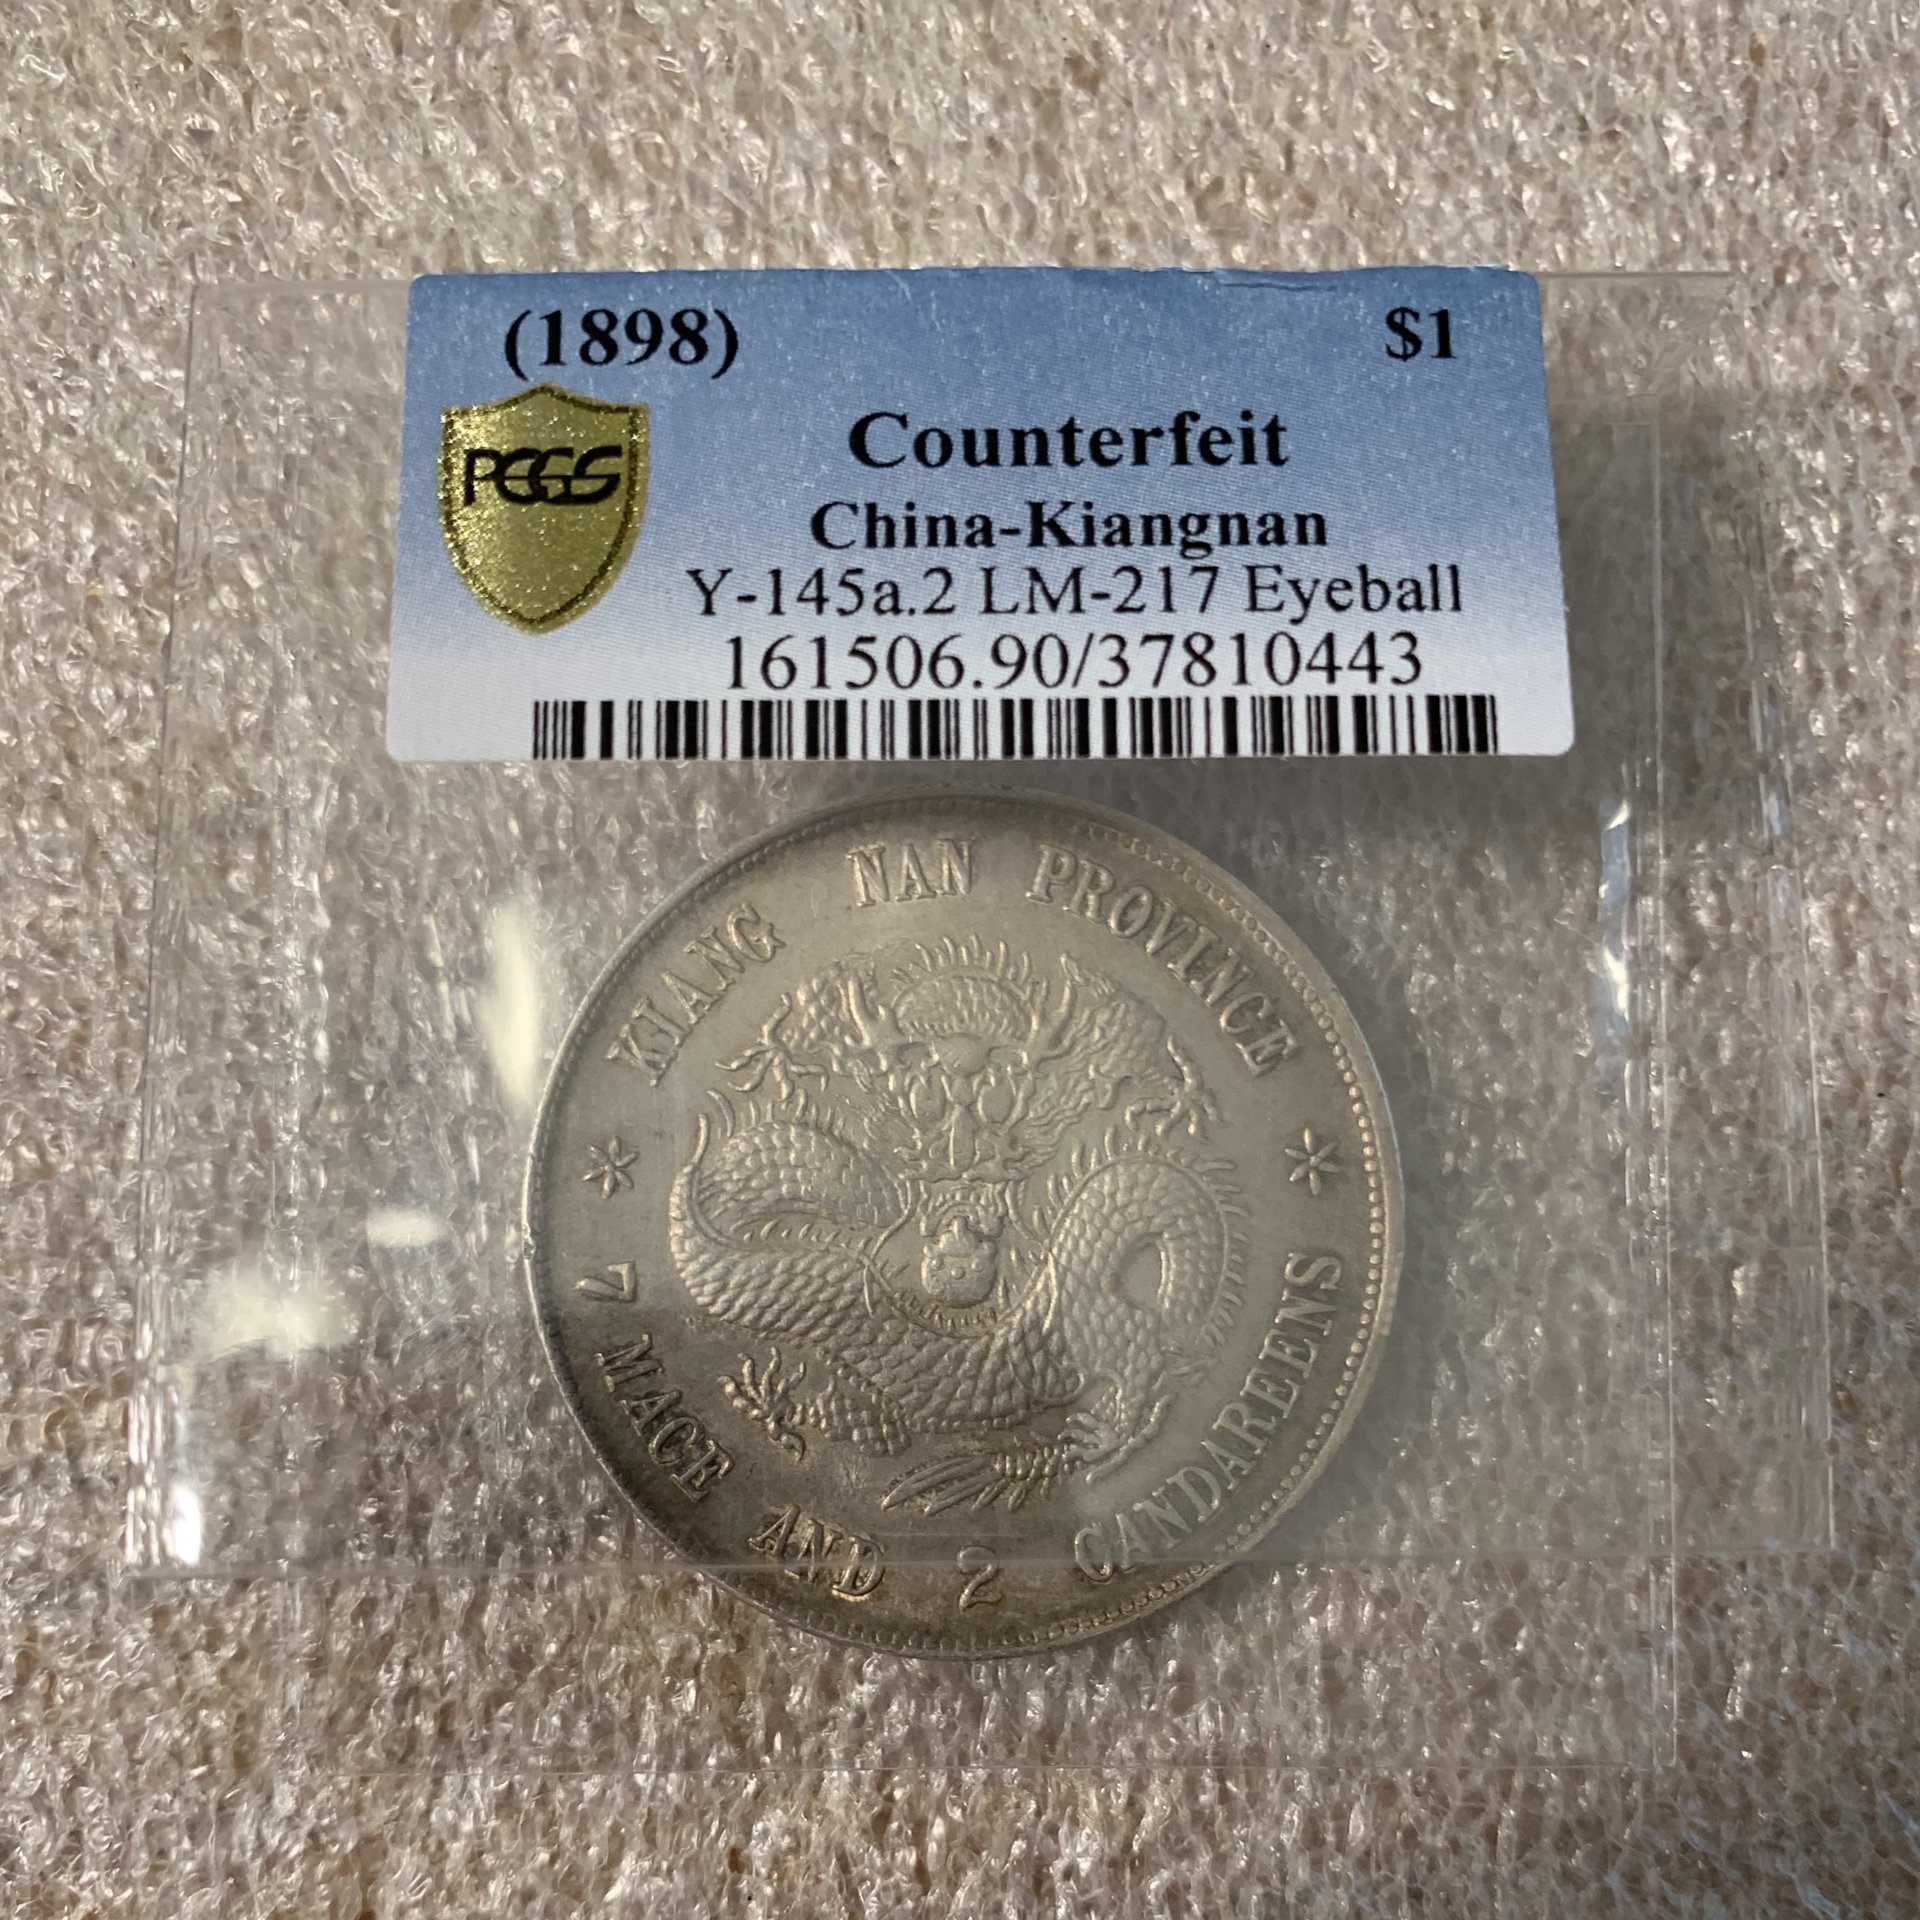 (1898) $1
PCGS
Counterfeit
China-Kiangnan
Y-145a.2 LM-217 Eyeball
161506.90/37810443
KIANG NAN PROVINCE
7 MACE AND 2 CANDAREENS